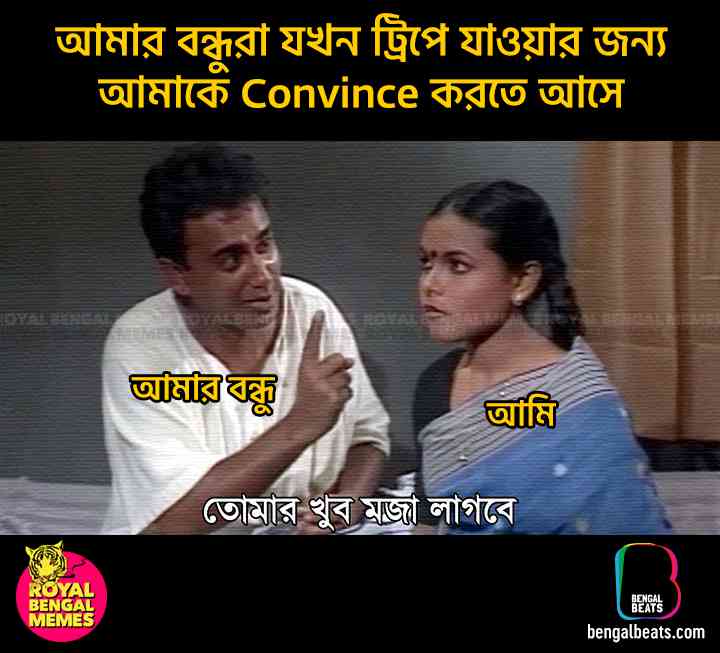 আমার বন্ধুরা যখন ট্রিপে যাওয়ার জন্য
আমাকে Convince করতে আসে
আমার বন্ধু
আমি
তোমার খুব মজা লাগবে
ROYAL
BENGAL
MEMES
BENGAL
BEATS
bengalbeats.com